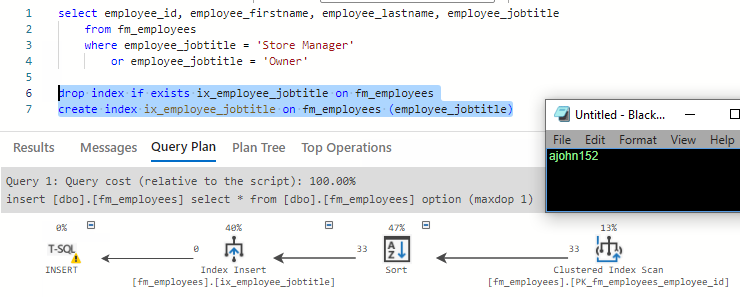 1 select employee_id, employee_firstname, employee_lastname, employee_jobtitle
2 from fm_employees
3 where employee_jobtitle = 'Store Manager'
4 or employee_jobtitle = 'Owner'
5
6 drop index if exists ix_employee_jobtitle on fm_employees
7 create index ix_employee_jobtitle on fm_employees (employee_jobtitle)
Untitled - Black...
File Edit Format View Help
ajohn152
Results Messages Query Plan Plan Tree Top Operations
Query 1: Query cost (relative to the script): 100.00%
insert [dbo].[fm_employees] select * from [dbo].[fm_employees] option (maxdop 1)
0% 40% 47% 13%
T-SQL 0 33 A Z 33
INSERT Index Insert Sort Clustered Index Scan
[fm_employees].[ix_employee_jobtitle] [fm_employees].[PK_fm_employees_employee_id]